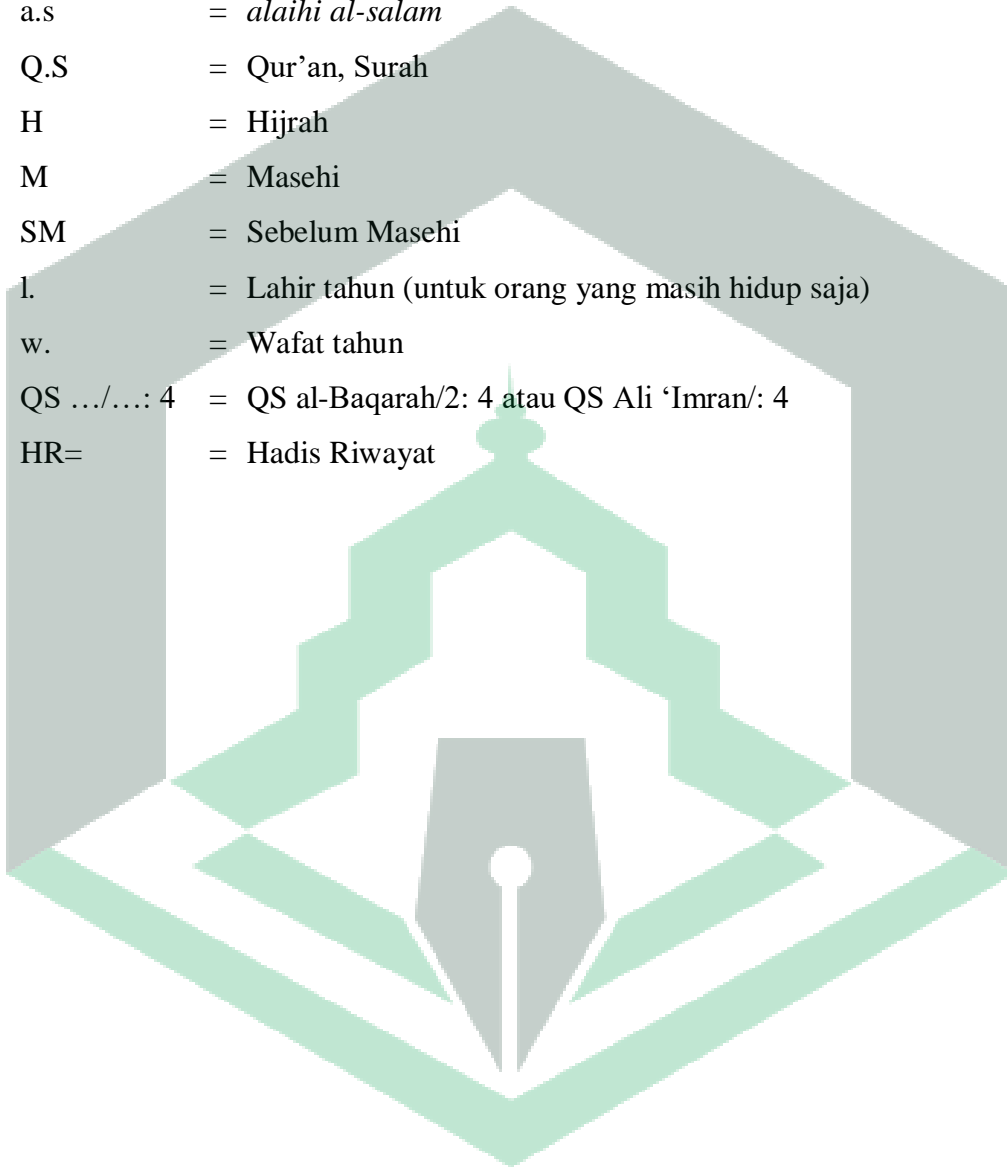 a.s = alaihi al-salam
Q.S = Qur’an, Surah
H = Hijrah
M = Masehi
SM = Sebelum Masehi
l. = Lahir tahun (untuk orang yang masih hidup saja)
w. = Wafat tahun
QS …/…: 4 = QS al-Baqarah/2: 4 atau QS Ali ‘Imran/: 4
HR= = Hadis Riwayat